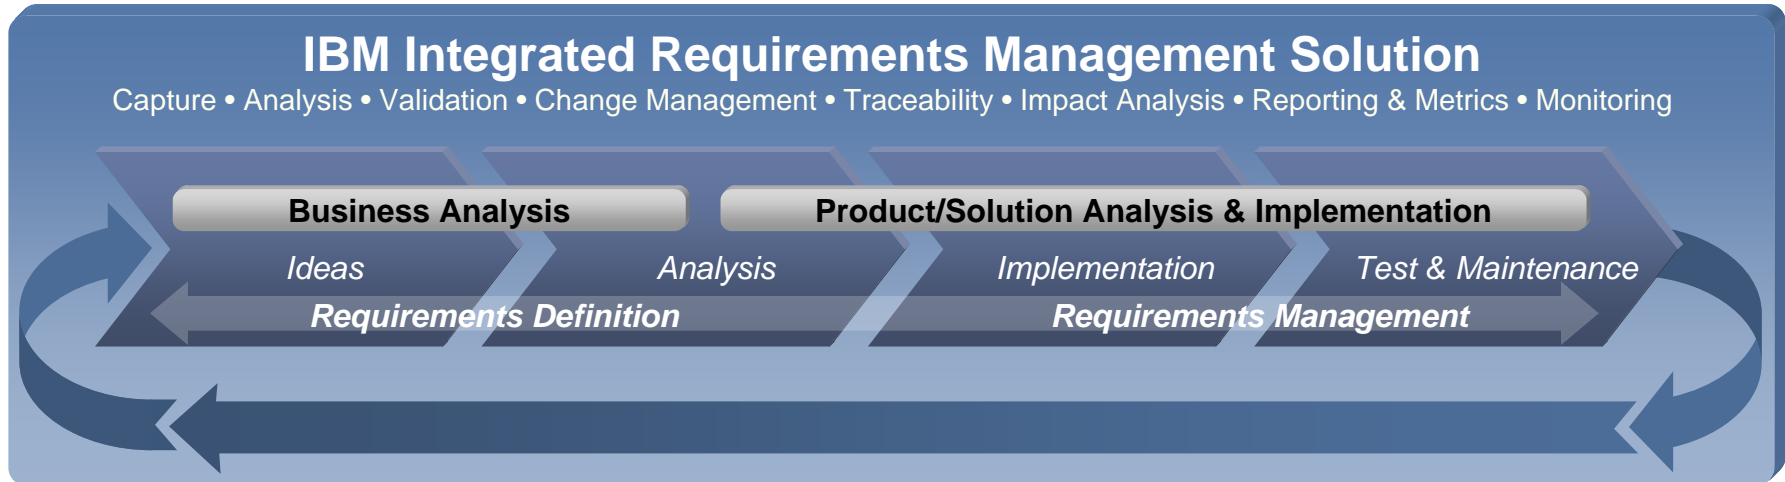 IBM Integrated Requirements Management Solution
Capture • Analysis • Validation • Change Management • Traceability • Impact Analysis • Reporting & Metrics • Monitoring
Business Analysis
Product/Solution Analysis & Implementation
Ideas
Analysis
Implementation
Test & Maintenance
Requirements Definition
Requirements Management